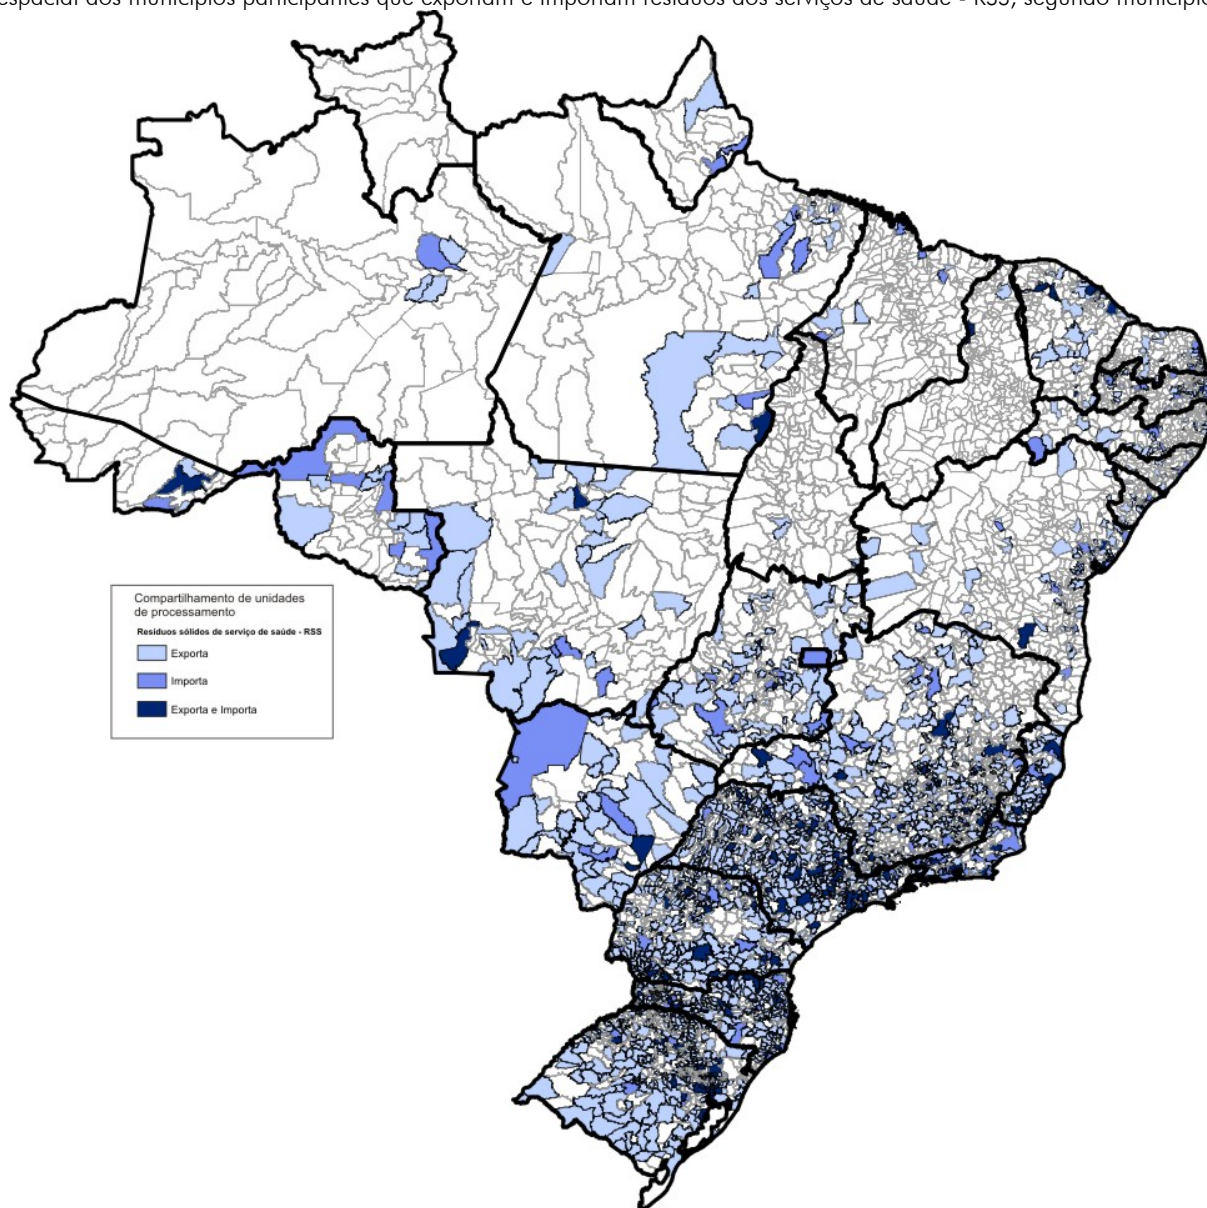 espacial dos municípios participantes que exportam e importam resíduos dos serviços de saúde - RSS, segundo município
Compartilhamento de unidades
de processamento
Resíduos sólidos de serviço de saúde - RSS
Exporta
Importa
Exporta e Importa